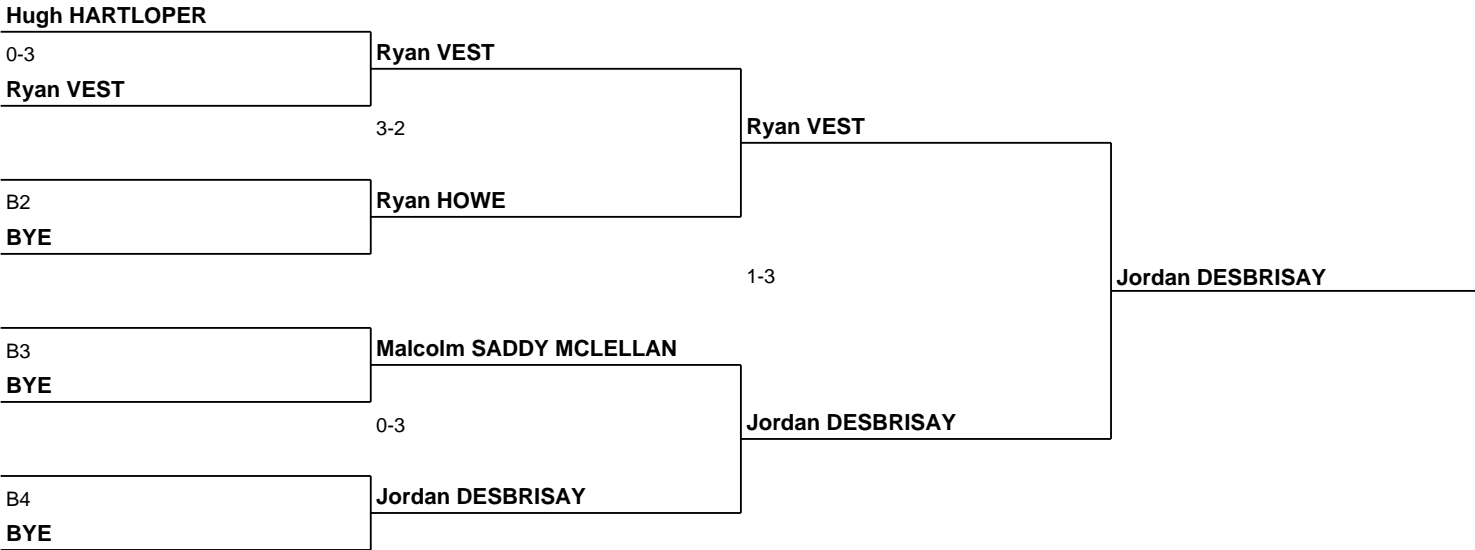 Hugh HARTLOPER
0-3
Ryan VEST
Ryan VEST
3-2
Ryan VEST
B2
BYE
Ryan HOWE
1-3
Jordan DESBRISAY
B3
BYE
Malcolm SADDY MCLELLAN
0-3
Jordan DESBRISAY
B4
BYE
Jordan DESBRISAY